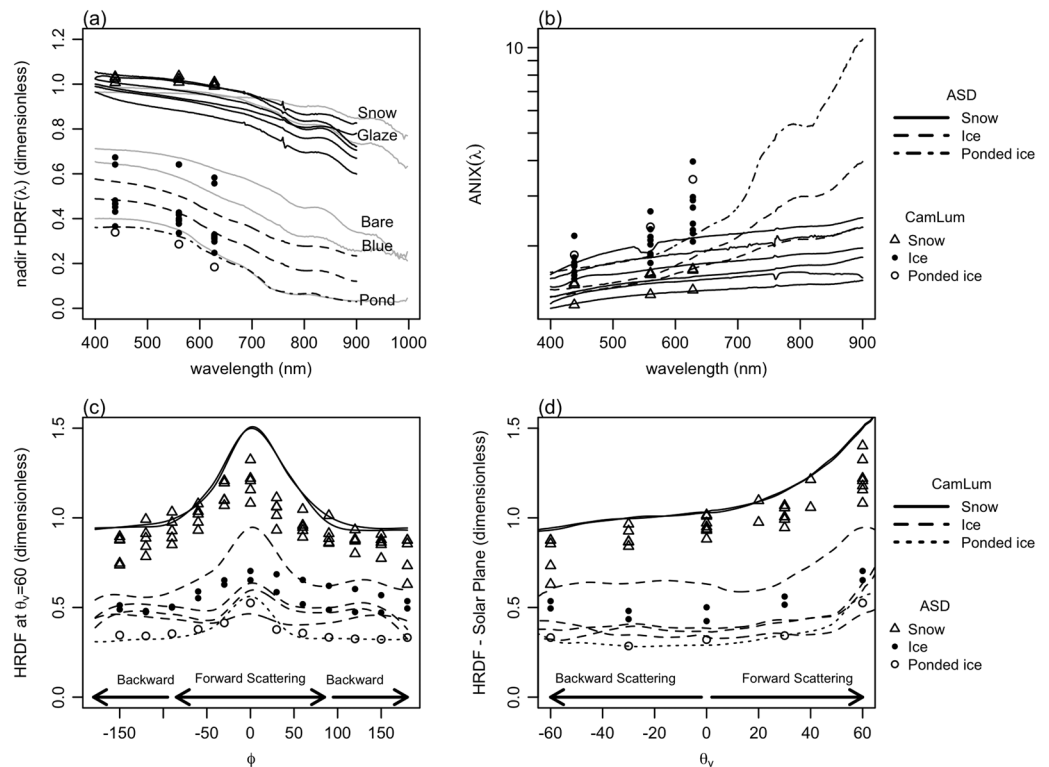 (a)
nadir HDRF(λ) (dimensionless)
1.2
1.0
0.8
0.6
0.4
0.2
0.0
Snow
Glaze
Bare
Blue
Pond
400 500 600 700 800 900 1000
wavelength (nm)
(b)
ANIX(λ)
10
400 500 600 700 800 900
wavelength (nm)
ASD
Snow
Ice
Ponded ice
CamLum
Snow
Ice
Ponded ice
(c)
HRDF at θv=60 (dimensionless)
1.5
1.0
0.5
0.0
Backward Forward Scattering Backward
-150 -50 0 50 100 150
ϕ
(d)
HRDF - Solar Plane (dimensionless)
1.5
1.0
0.5
0.0
Backward Scattering Forward Scattering
-60 -40 -20 0 20 40 60
θv
CamLum
Snow
Ice
Ponded ice
ASD
Snow
Ice
Ponded ice